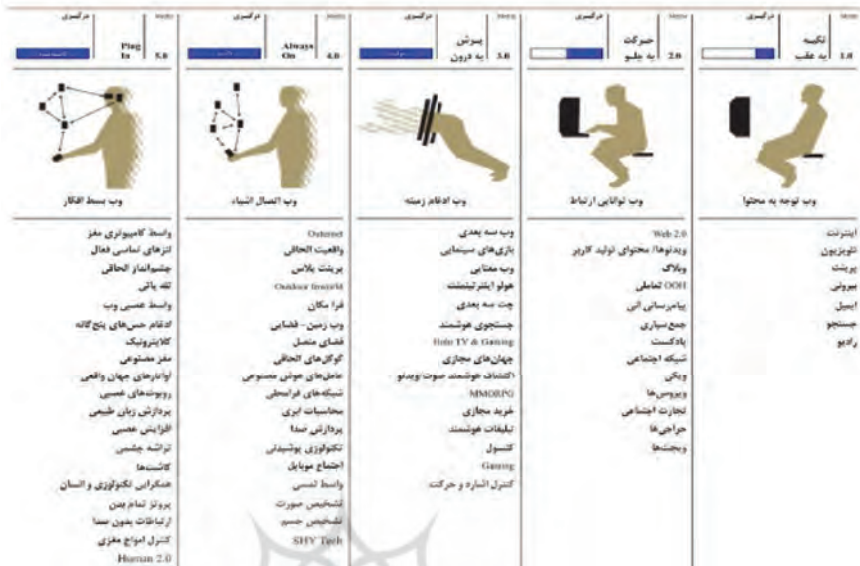 درگیری
تکیه
به عقب
1.0
وب توجه به محتوا
اینترنت
تلویزیون
پرینت
بیرونی
ایمیل
جستجو
رادیو
درگیری
حرکت
به جلو
2.0
وب توانایی ارتباط
Web 2.0
ویدئوها/ محتوای تولید کاربر
وبلاگ
OOH تعاملی
پیام‌رسانی آنی
جمع‌سپاری
پادکست
شبکه اجتماعی
ویکی
ویروس‌ها
تجارت اجتماعی
حراجی‌ها
ویجت‌ها
درگیری
پرش
به درون
3.0
وب ادغام زمینه
وب سه بعدی
بازی‌های سینمایی
وب معنایی
هولو اینترتینمنت
چت سه بعدی
جستجوی هوشمند
Holo TV & Gaming
جهان‌های مجازی
اکتشاف هوشمند صوت/ویدئو
MMORPG
خرید مجازی
تبلیغات هوشمند
کنسول
Gaming
کنترل اشاره و حرکت
درگیری
Always
On
4.0
وب اتصال اشیاء
Outernet
واقعیت الحاقی
پرینت پلاس
فرا مکان
وب زمین - فضایی
فضای متصل
گوگل‌های الحاقی
عامل‌های هوش مصنوعی
شبکه‌های فرامحلی
محاسبات ابری
پردازش صدا
تکنولوژی پوشیدنی
اجتماع موبایل
واسط لمسی
تشخیص صورت
تشخیص جسم
SHY Tech
درگیری
Plug
In
5.0
وب بسط افکار
واسط کامپیوتری مغز
لنزهای تماسی فعال
چشم‌انداز الحاقی
تله پاتی
واسط عصبی وب
ادغام حس‌های پنج‌گانه
کلایترونیک
مغز مصنوعی
آواتارهای جهان واقعی
روبوت‌های عصبی
پردازش زبان طبیعی
افزایش عصبی
تراشه چشمی
کاشت‌ها
همگرایی تکنولوژی و انسان
پروتز تمام بدن
ارتباطات بدون صدا
کنترل امواج مغزی
Human 2.0